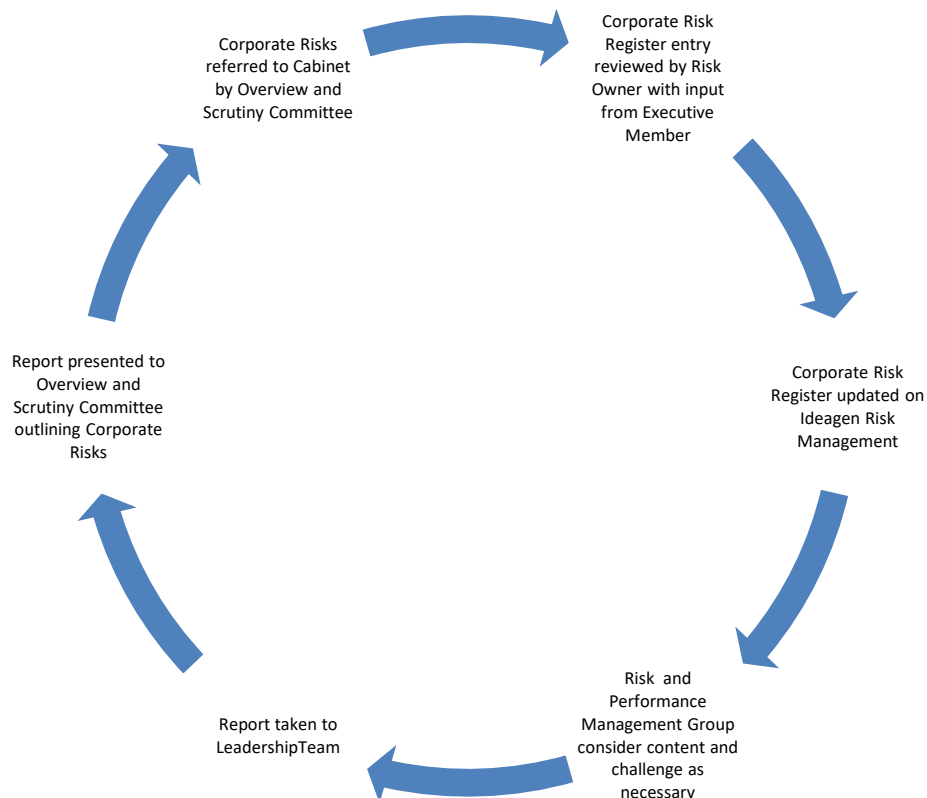 Corporate Risks
referred to Cabinet
by Overview and
Scrutiny Committee
Corporate Risk
Register entry
reviewed by Risk
Owner with input
from Executive
Member
Corporate Risk
Register updated on
Ideagen Risk
Management
Risk  and
Performance
Management Group
consider content and
challenge as
necessary
Report taken to
LeadershipTeam
Report presented to
Overview and
Scrutiny Committee
outlining Corporate
Risks